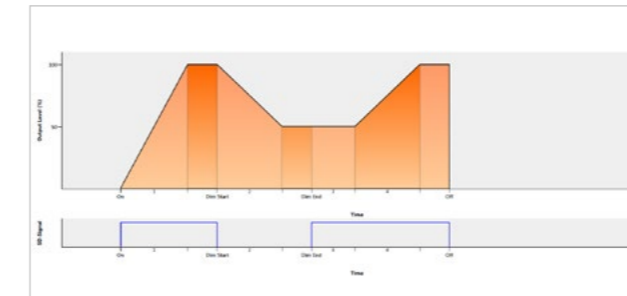 Output Level (%)
100
50
On
Dim Start
Dim End
Off
Time
SD Signal
On
Dim Start
Dim End
Off
Time